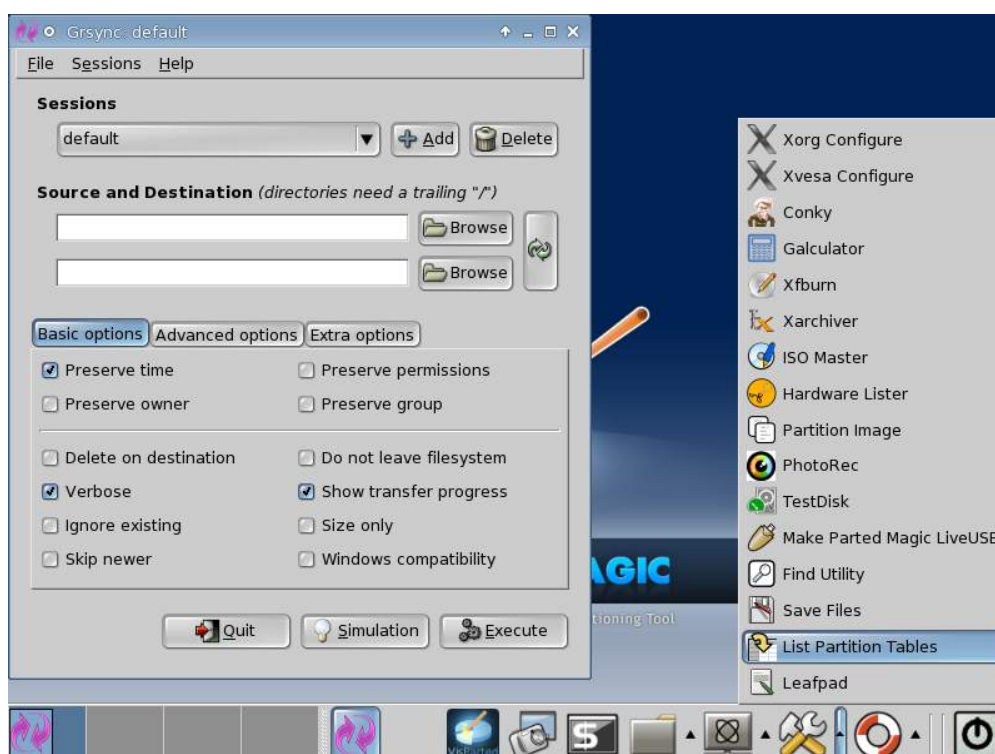 Grsync: default
File Sessions Help
Sessions
default
Add
Delete
Source and Destination (directories need a trailing "/")
Browse
Browse
Basic options Advanced options Extra options
Preserve time
Preserve permissions
Preserve owner
Preserve group
Delete on destination
Do not leave filesystem
Verbose
Show transfer progress
Ignore existing
Size only
Skip newer
Windows compatibility
Quit
Simulation
Execute
AGIC
tioning Tool
Xorg Configure
Xvesa Configure
Conky
Galculator
Xfburn
Xarchiver
ISO Master
Hardware Lister
Partition Image
PhotoRec
TestDisk
Make Parted Magic LiveUSB
Find Utility
Save Files
List Partition Tables
Leafpad
VisParted
$